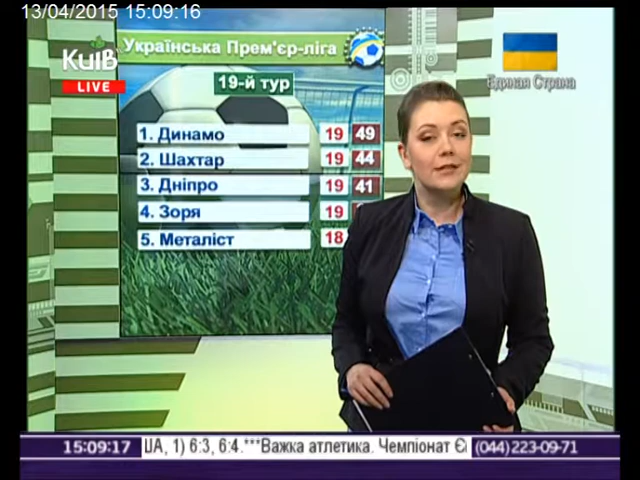 13/04/2015 15:09:16
Київ
LIVE
Українська Прем'єр-ліга
19-й тур
1. Динамо 19 49
2. Шахтар 19 44
3. Дніпро 19 41
4. Зоря 19
5. Металіст 18
Единая Страна
15:09:17 UA, 1) 6:3, 6:4.***Важка атлетика. Чемпіонат Є (044) 223-09-71